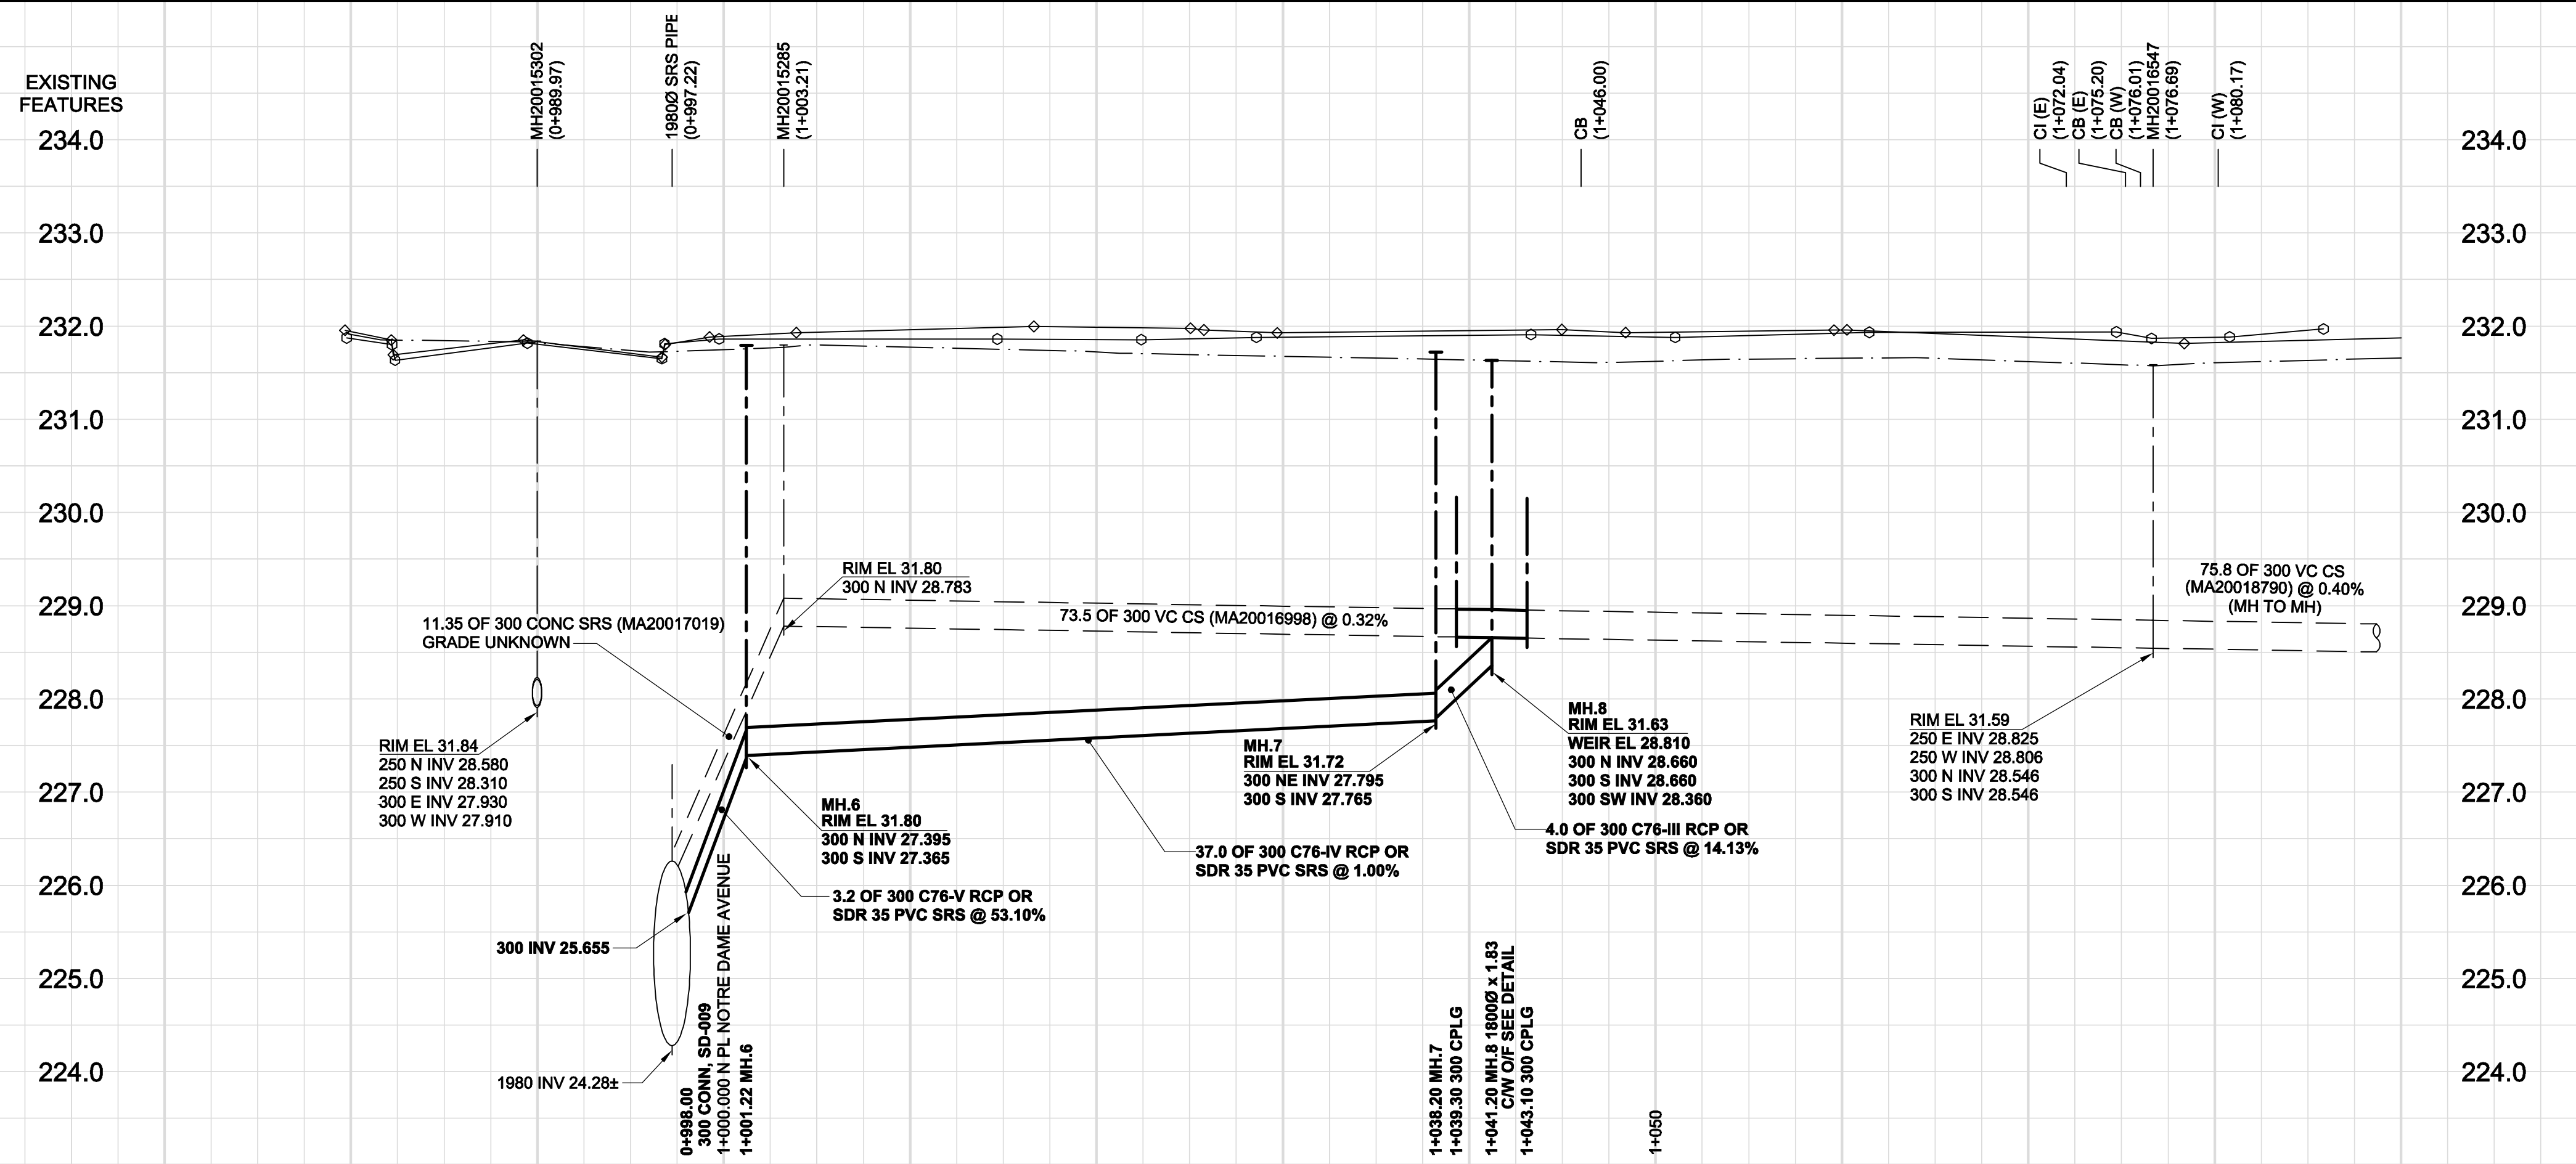 EXISTING
FEATURES
MH20015302
(0+989.97)
1980Ø SRS PIPE
(0+997.22)
MH20015285
(1+003.21)
CB
(1+046.00)
CI (E)
(1+072.04)
CB (E)
(1+075.20)
CB (W)
(1+076.01)
MH20016547
(1+076.69)
CI (W)
(1+080.17)
234.0
234.0
233.0
233.0
232.0
232.0
231.0
231.0
230.0
230.0
229.0
229.0
228.0
228.0
227.0
227.0
226.0
226.0
225.0
225.0
224.0
224.0
RIM EL 31.80
300 N INV 28.783
11.35 OF 300 CONC SRS (MA20017019)
GRADE UNKNOWN
73.5 OF 300 VC CS (MA20016998) @ 0.32%
75.8 OF 300 VC CS
(MA20018790) @ 0.40%
(MH TO MH)
RIM EL 31.84
250 N INV 28.580
250 S INV 28.310
300 E INV 27.930
300 W INV 27.910
MH.6
RIM EL 31.80
300 N INV 27.395
300 S INV 27.365
MH.7
RIM EL 31.72
300 NE INV 27.795
300 S INV 27.765
MH.8
RIM EL 31.63
WEIR EL 28.810
300 N INV 28.660
300 S INV 28.660
300 SW INV 28.360
RIM EL 31.59
250 E INV 28.825
250 W INV 28.806
300 N INV 28.546
300 S INV 28.546
3.2 OF 300 C76-V RCP OR
SDR 35 PVC SRS @ 53.10%
37.0 OF 300 C76-IV RCP OR
SDR 35 PVC SRS @ 1.00%
4.0 OF 300 C76-III RCP OR
SDR 35 PVC SRS @ 14.13%
300 INV 25.655
1980 INV 24.28±
0+998.00
300 CONN, SD-009
1+000.000 N PL NOTRE DAME AVENUE
1+001.22 MH.6
1+038.20 MH.7
1+039.30 300 CPLG
1+041.20 MH.8 1800Ø x 1.83
C/W O/F SEE DETAIL
1+043.10 300 CPLG
1+050